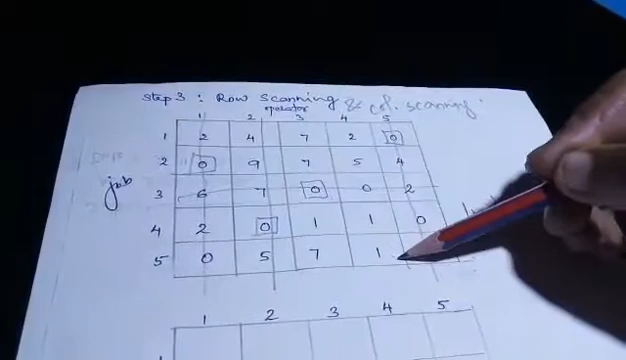 Step 3 : Row Scanning & col. scanning.
operator
1 2 3 4 5
1 2 4 7 2 0
2 0 9 7 5 4
job
3 6 7 0 0 2
4 2 0 1 1 0
5 0 5 7 1
1 2 3 4 5